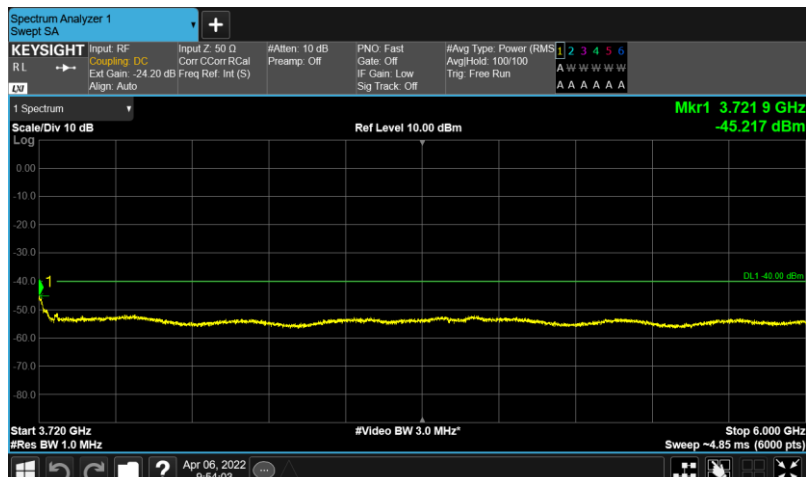 Spectrum Analyzer 1
Swept SA
+
KEYSIGHT
RL
LXI
Input: RF
Coupling: DC
Ext Gain: -24.20 dB
Align: Auto
Input Z: 50 Ω
Corr CCorr RCal
Freq Ref: Int (S)
#Atten: 10 dB
Preamp: Off
PNO: Fast
Gate: Off
IF Gain: Low
Sig Track: Off
#Avg Type: Power (RMS
Avg|Hold: 100/100
Trig: Free Run
1 2 3 4 5 6
A W W W W W
A A A A A A
1 Spectrum
Mkr1 3.721 9 GHz
-45.217 dBm
Scale/Div 10 dB
Ref Level 10.00 dBm
Log
0.00
-10.0
-20.0
-30.0
-40.0
1
DL1 -40.00 dBm
-50.0
-60.0
-70.0
-80.0
Start 3.720 GHz
#Video BW 3.0 MHz*
Stop 6.000 GHz
#Res BW 1.0 MHz
Sweep ~4.85 ms (6000 pts)
?
Apr 06, 2022
9:54:03